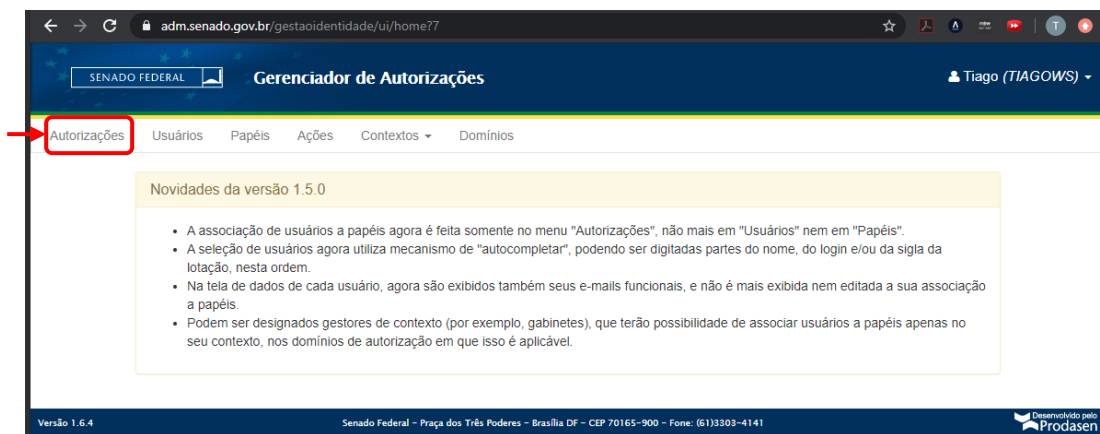 adm.senado.gov.br/gestaoidentidade/ui/home?7
T
SENADO FEDERAL
Gerenciador de Autorizações
Tiago (TIAGOWS)
Autorizações Usuários Papéis Ações Contextos Domínios
Novidades da versão 1.5.0
• A associação de usuários a papéis agora é feita somente no menu "Autorizações", não mais em "Usuários" nem em "Papéis".
• A seleção de usuários agora utiliza mecanismo de "autocompletar", podendo ser digitadas partes do nome, do login e/ou da sigla da
lotação, nesta ordem.
• Na tela de dados de cada usuário, agora são exibidos também seus e-mails funcionais, e não é mais exibida nem editada a sua associação
a papéis.
• Podem ser designados gestores de contexto (por exemplo, gabinetes), que terão possibilidade de associar usuários a papéis apenas no
seu contexto, nos domínios de autorização em que isso é aplicável.
Versão 1.6.4
Senado Federal - Praça dos Três Poderes - Brasília DF - CEP 70165-900 - Fone: (61)3303-4141
Desenvolvido pelo
Prodasen